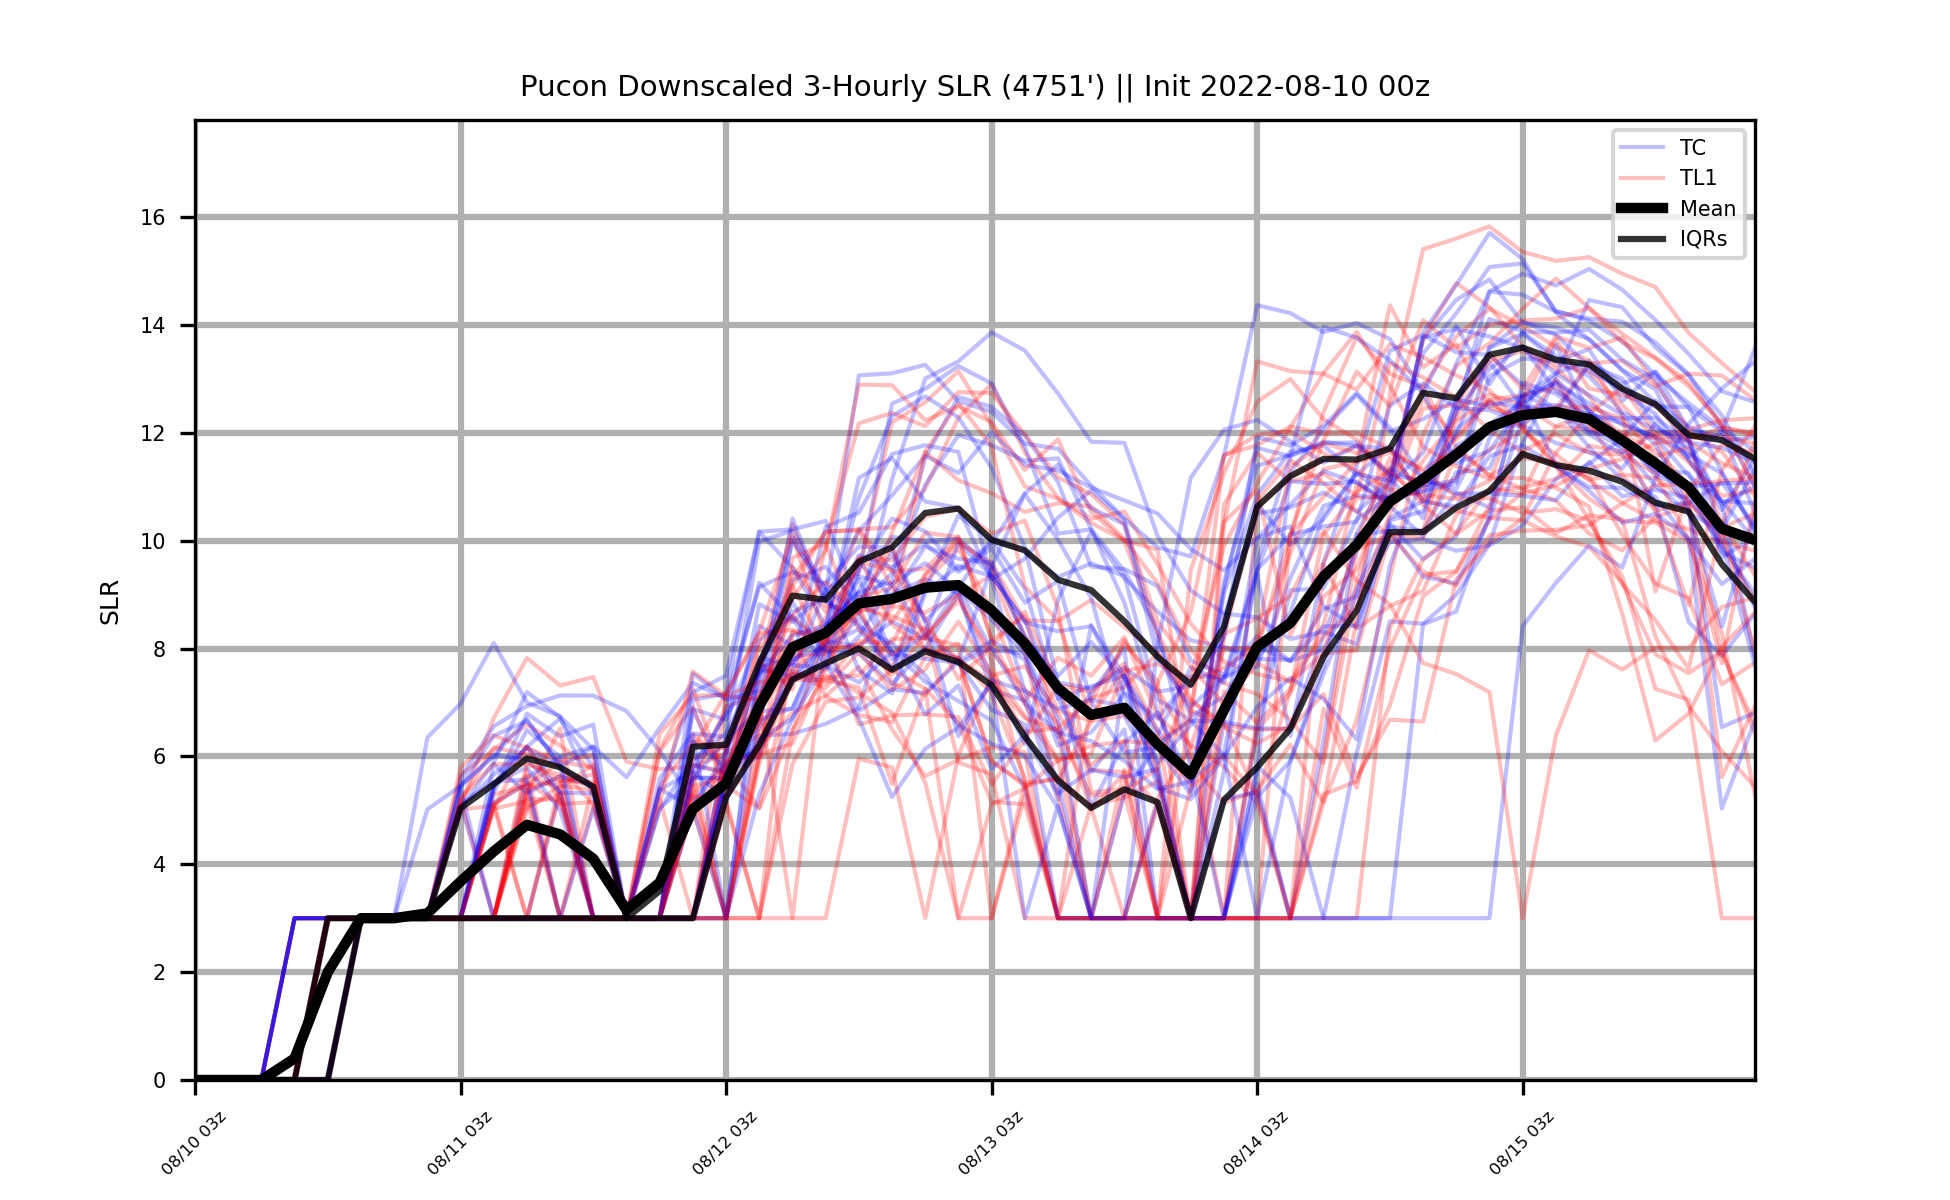 Pucon Downscaled 3-Hourly SLR (4751') || Init 2022-08-10 00z
TC
TL1
Mean
IQRs
SLR
16
14
12
10
8
6
4
2
0
08/10 03z
08/11 03z
08/12 03z
08/13 03z
08/14 03z
08/15 03z